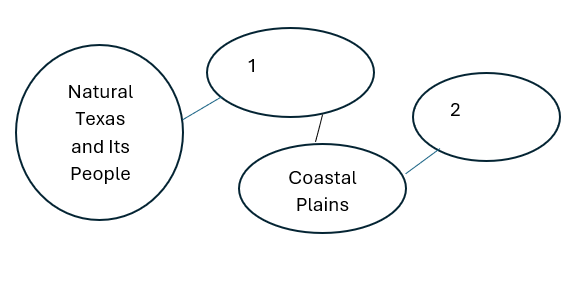 Natural
Texas
and Its
People
1
Coastal
Plains
2